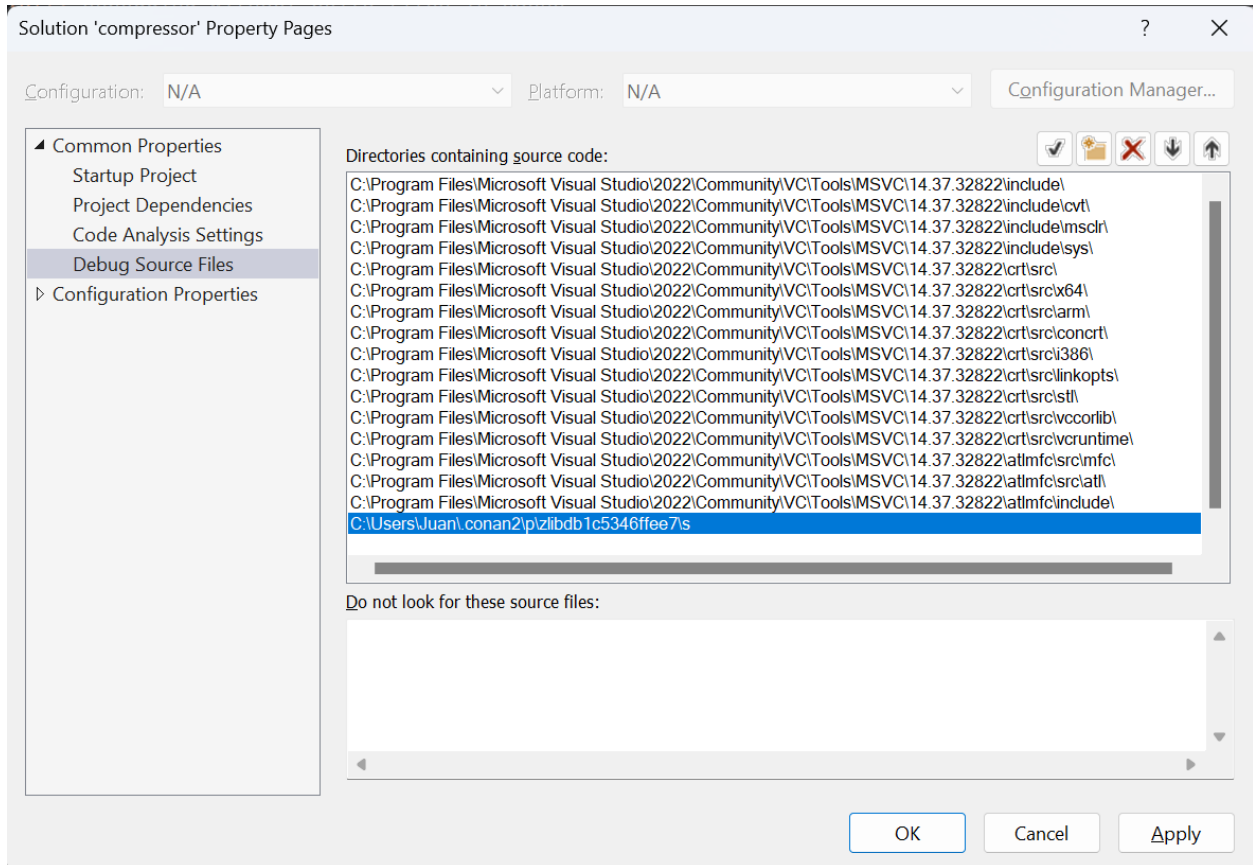 Solution 'compressor' Property Pages
?
Configuration: N/A Platform: N/A Configuration Manager...
Common Properties
Startup Project
Project Dependencies
Code Analysis Settings
Debug Source Files
Configuration Properties
Directories containing source code:
C:\Program Files\Microsoft Visual Studio\2022\Community\VC\Tools\MSVC\14.37.32822\include\
C:\Program Files\Microsoft Visual Studio\2022\Community\VC\Tools\MSVC\14.37.32822\include\cvt\
C:\Program Files\Microsoft Visual Studio\2022\Community\VC\Tools\MSVC\14.37.32822\include\msclr\
C:\Program Files\Microsoft Visual Studio\2022\Community\VC\Tools\MSVC\14.37.32822\include\sys\
C:\Program Files\Microsoft Visual Studio\2022\Community\VC\Tools\MSVC\14.37.32822\crt\src\
C:\Program Files\Microsoft Visual Studio\2022\Community\VC\Tools\MSVC\14.37.32822\crt\src\x64\
C:\Program Files\Microsoft Visual Studio\2022\Community\VC\Tools\MSVC\14.37.32822\crt\src\arm\
C:\Program Files\Microsoft Visual Studio\2022\Community\VC\Tools\MSVC\14.37.32822\crt\src\concrt\
C:\Program Files\Microsoft Visual Studio\2022\Community\VC\Tools\MSVC\14.37.32822\crt\src\i386\
C:\Program Files\Microsoft Visual Studio\2022\Community\VC\Tools\MSVC\14.37.32822\crt\src\linkopts\
C:\Program Files\Microsoft Visual Studio\2022\Community\VC\Tools\MSVC\14.37.32822\crt\src\stl\
C:\Program Files\Microsoft Visual Studio\2022\Community\VC\Tools\MSVC\14.37.32822\crt\src\vccorlib\
C:\Program Files\Microsoft Visual Studio\2022\Community\VC\Tools\MSVC\14.37.32822\crt\src\vcruntime\
C:\Program Files\Microsoft Visual Studio\2022\Community\VC\Tools\MSVC\14.37.32822\atlmfc\src\mfc\
C:\Program Files\Microsoft Visual Studio\2022\Community\VC\Tools\MSVC\14.37.32822\atlmfc\src\atl\
C:\Program Files\Microsoft Visual Studio\2022\Community\VC\Tools\MSVC\14.37.32822\atlmfc\include\
C:\Users\Juan\.conan2\p\zlibdb1c5346ffee7\s
Do not look for these source files:
OK Cancel Apply